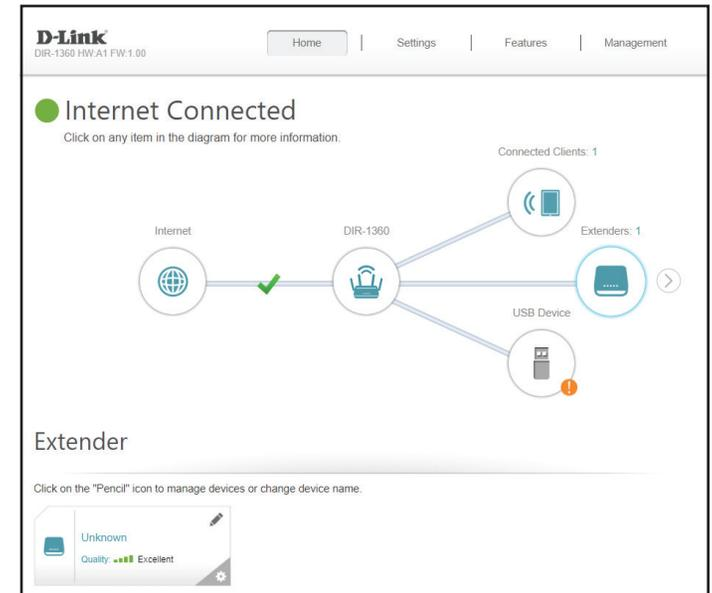 D-Link
DIR-1360 HW:A1 FW:1.00
Home
Settings
Features
Management
Internet Connected
Click on any item in the diagram for more information.
Connected Clients: 1
Internet
DIR-1360
Extenders: 1
USB Device
Extender
Click on the "Pencil" icon to manage devices or change device name.
Unknown
Quality: Excellent